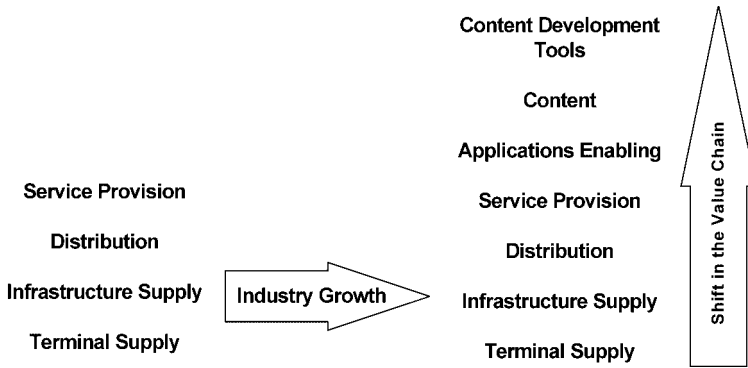 Service Provision
Distribution
Infrastructure Supply
Terminal Supply
Industry Growth
Content Development
Tools
Content
Applications Enabling
Service Provision
Distribution
Infrastructure Supply
Terminal Supply
Shift in the Value Chain